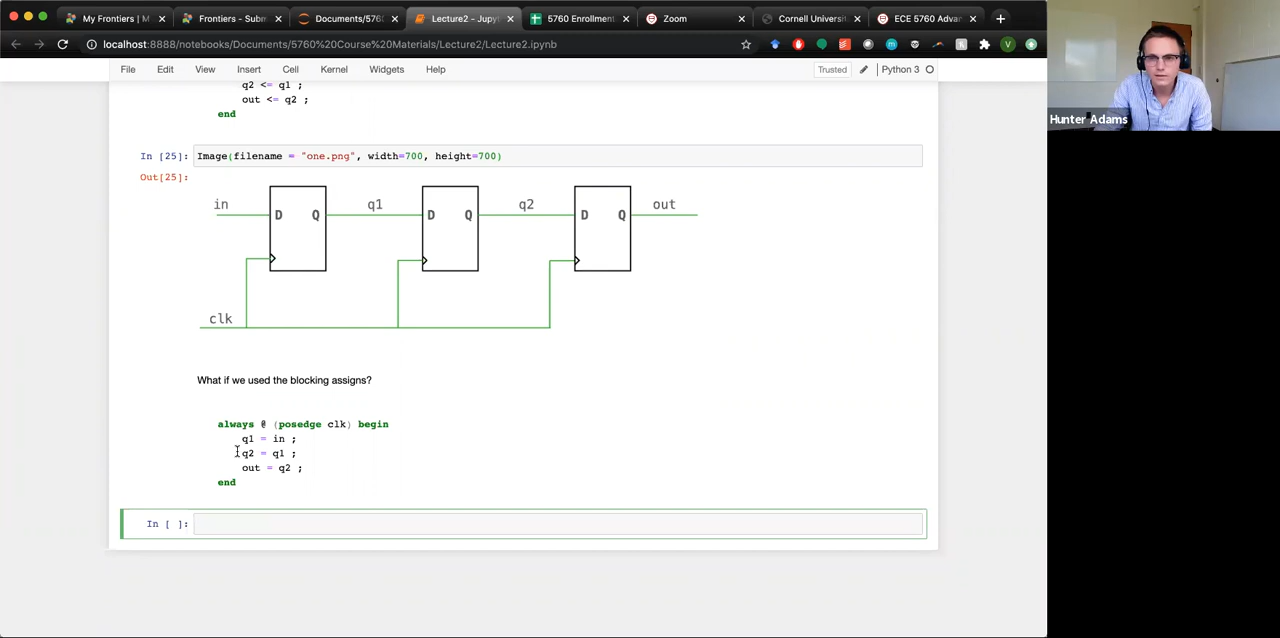 My Frontiers | M
Frontiers - Subm
Documents/5760
Lecture2 - Jupyt
5760 Enrollment
Zoom
Cornell Universit
ECE 5760 Advan
localhost:8888/notebooks/Documents/5760%20Course%20Materials/Lecture2/Lecture2.ipynb
V
File Edit View Insert Cell Kernel Widgets Help Trusted Python 3
Hunter Adams
q2 <= q1 ;
out <= q2 ;
end
In [25]: Image(filename = "one.png", width=700, height=700)
Out[25]:
in q1 q2 out
D Q D Q D Q
clk
What if we used the blocking assigns?
always @ (posedge clk) begin
q1 = in ;
q2 = q1 ;
out = q2 ;
end
In [ ]: